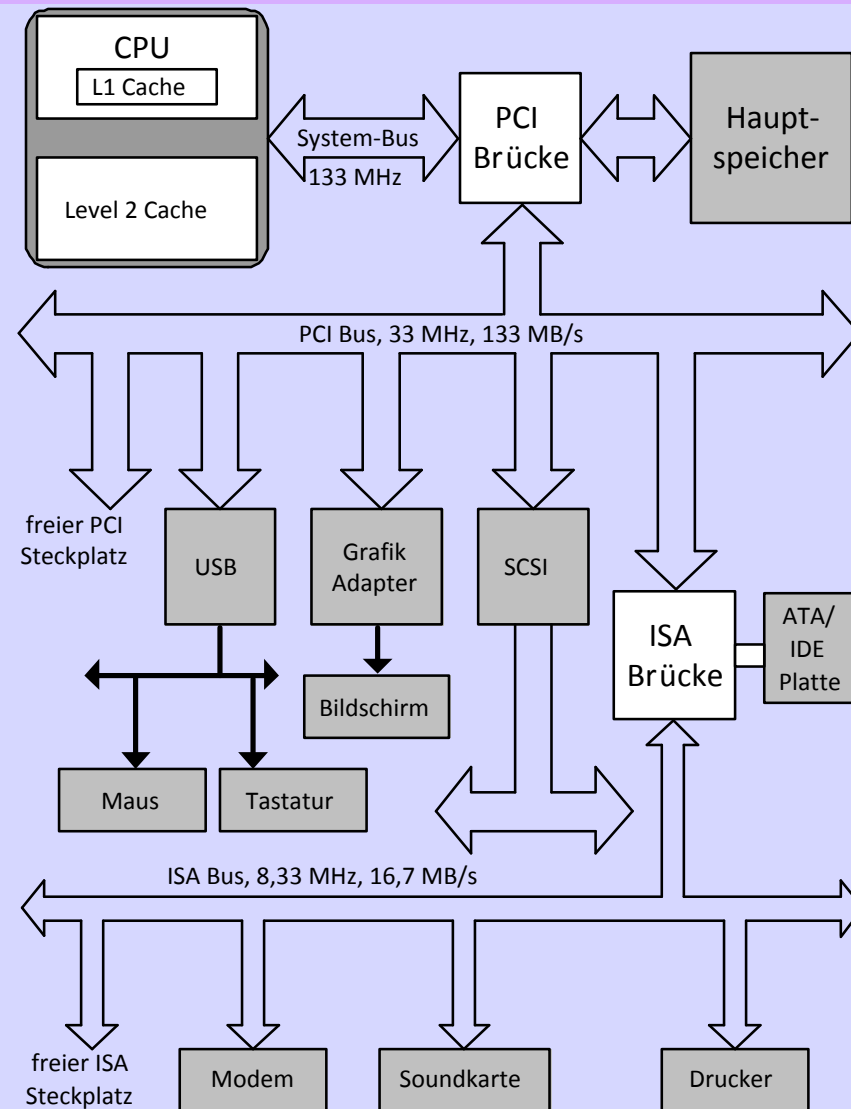 CPU
L1 Cache
Level 2 Cache
System-Bus
133 MHz
PCI
Brücke
Haupt-
speicher
PCI Bus, 33 MHz, 133 MB/s
freier PCI
Steckplatz
USB
Grafik
Adapter
SCSI
ISA
Brücke
ATA/
IDE
Platte
Bildschirm
Maus
Tastatur
ISA Bus, 8,33 MHz, 16,7 MB/s
freier ISA
Steckplatz
Modem
Soundkarte
Drucker